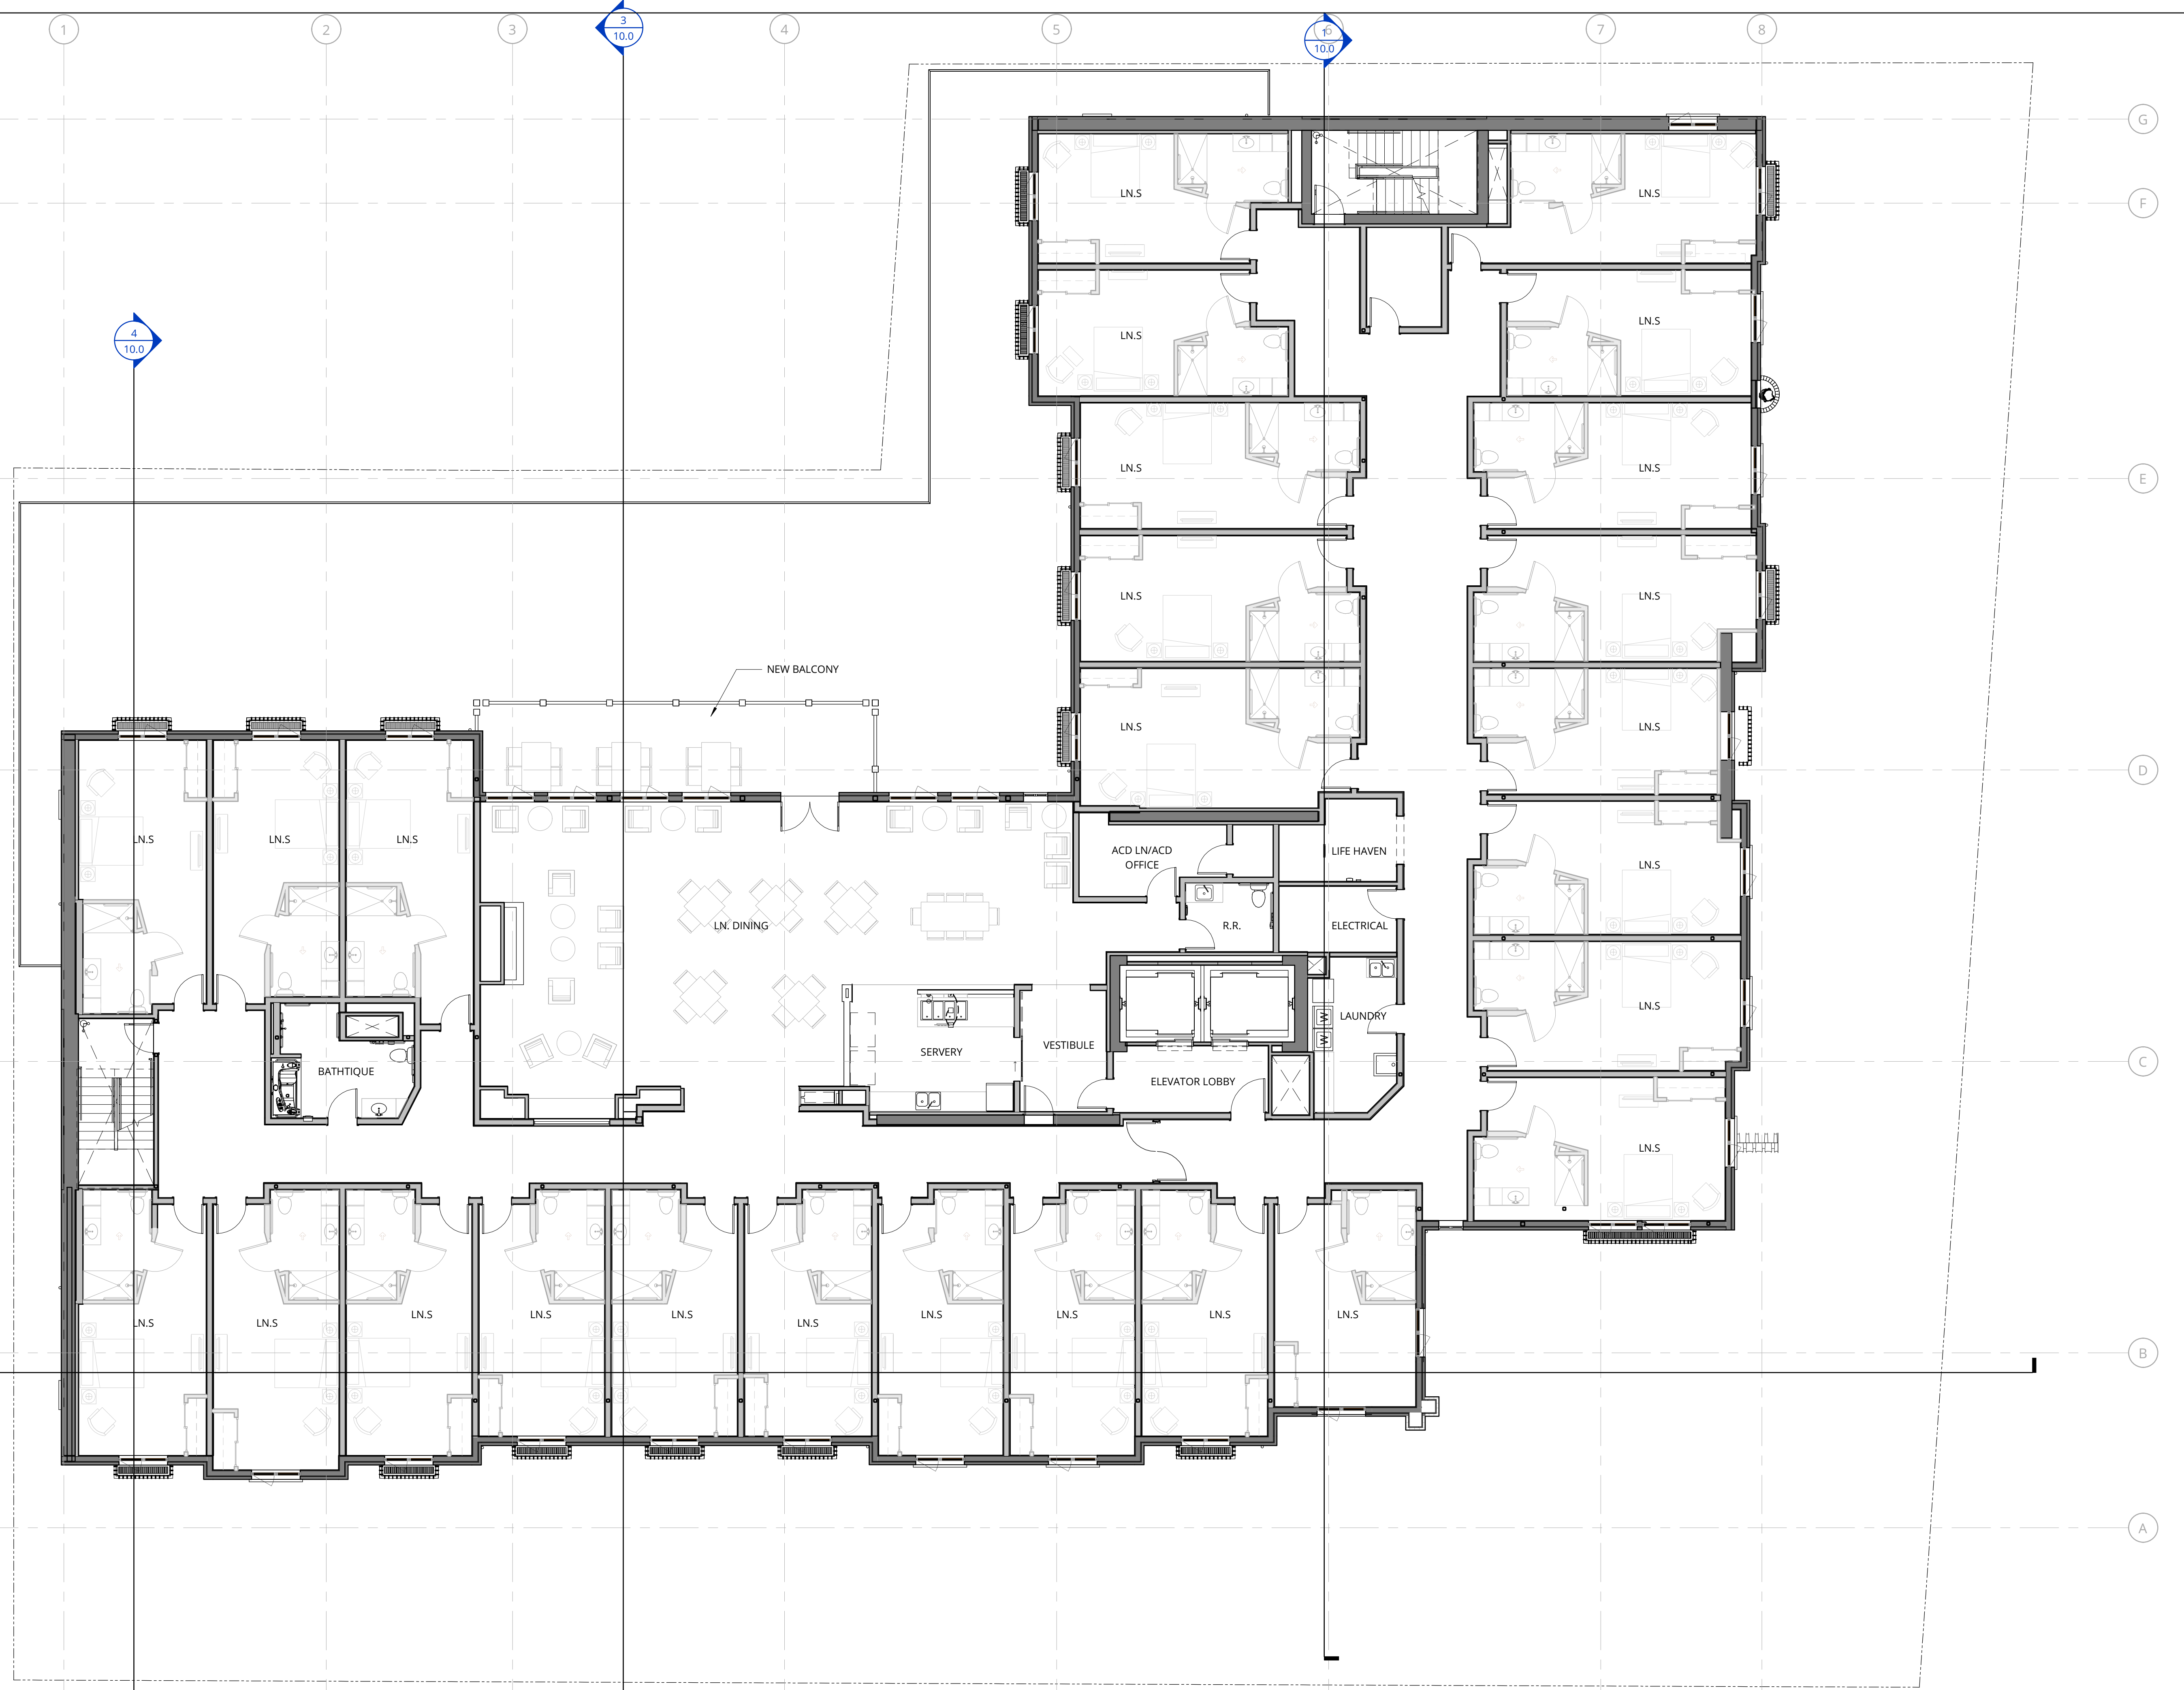 1
2
3
3
10.0
4
5
6
1
10.0
7
8
G
LN.S
LN.S
F
LN.S
LN.S
4
10.0
LN.S
LN.S
E
LN.S
LN.S
NEW BALCONY
LN.S
LN.S
D
LN.S
LN.S
LN.S
ACD LN/ACD
OFFICE
LIFE HAVEN
LN.S
LN. DINING
R.R.
ELECTRICAL
LN.S
W
W
LAUNDRY
SERVERY
VESTIBULE
C
BATHTIQUE
ELEVATOR LOBBY
LN.S
LN.S
LN.S
LN.S
LN.S
LN.S
LN.S
LN.S
LN.S
LN.S
LN.S
B
A